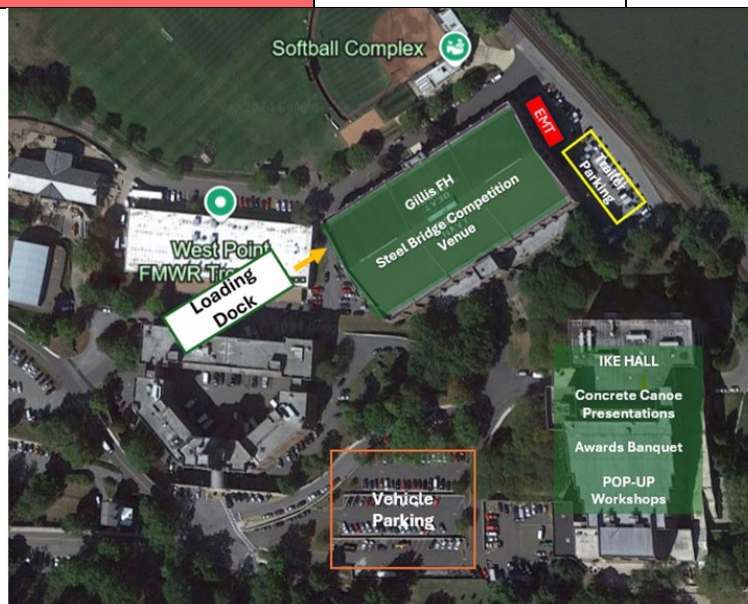 Softball Complex
EMT
Trailer
Parking
Gillis FH
Steel Bridge Competition
Venue
West Point
FMWR
Loading
Dock
IKE HALL
Concrete Canoe
Presentations
Awards Banquet
POP-UP
Workshops
Vehicle
Parking